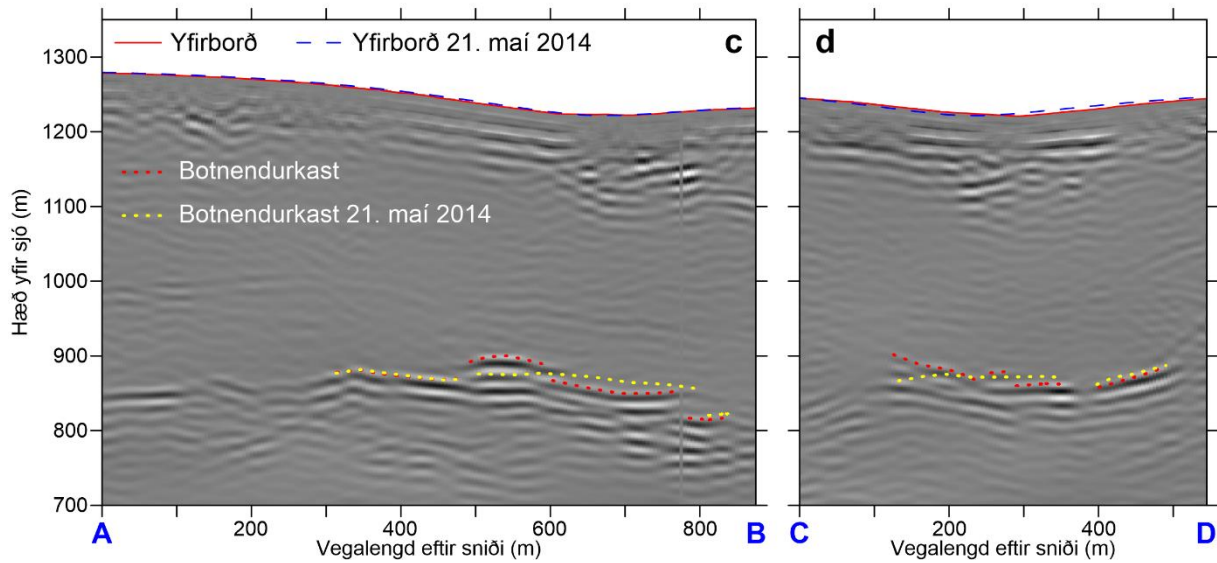 Yfirborð
Yfirborð 21. maí 2014
c
d
Botnendurkast
Botnendurkast 21. maí 2014
Hæð yfir sjó (m)
1300
1200
1100
1000
900
800
700
200
400
600
800
200
400
A
Vegalengd eftir sniði (m)
B
C
Vegalengd eftir sniði (m)
D